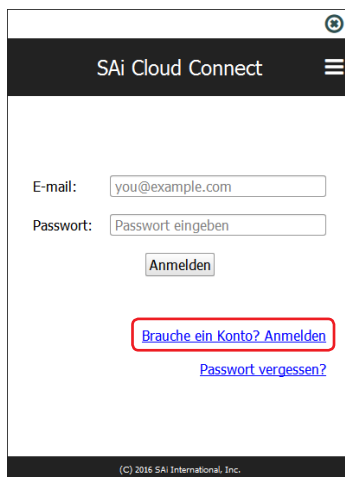 SAi Cloud Connect
E-mail: you@example.com
Passwort: Passwort eingeben
Anmelden
Brauche ein Konto? Anmelden
Passwort vergessen?
(C) 2016 SAi International, Inc.